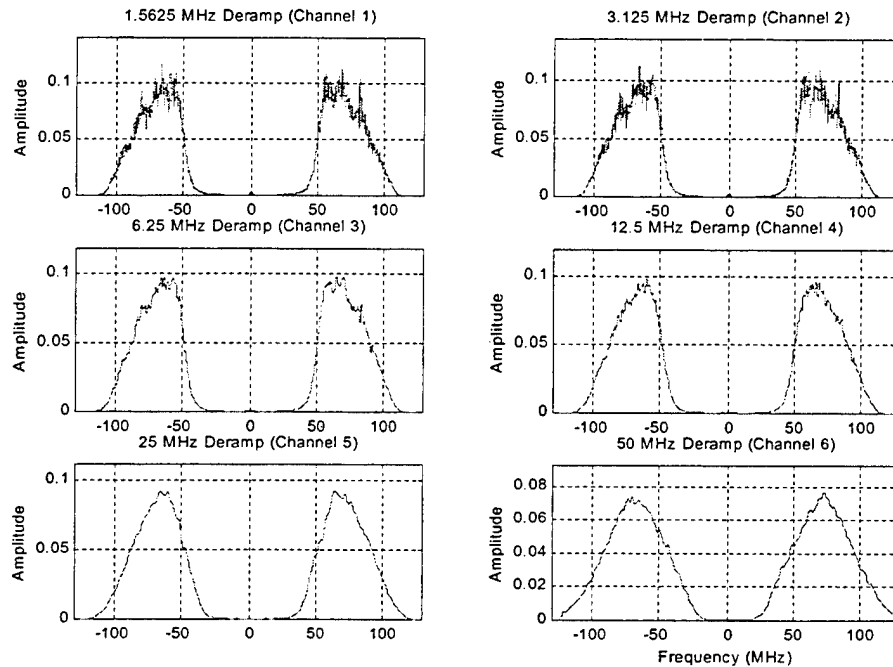 1.5625 MHz Deramp (Channel 1)
Amplitude
0.1
0.05
0
-100 -50 0 50 100
3.125 MHz Deramp (Channel 2)
Amplitude
0.1
0.05
0
-100 -50 0 50 100
6.25 MHz Deramp (Channel 3)
Amplitude
0.1
0.05
0
-100 -50 0 50 100
12.5 MHz Deramp (Channel 4)
Amplitude
0.1
0.05
0
-100 -50 0 50 100
25 MHz Deramp (Channel 5)
Amplitude
0.1
0.05
0
-100 -50 0 50 100
50 MHz Deramp (Channel 6)
Amplitude
0.08
0.06
0.04
0.02
0
-100 -50 0 50 100
Frequency (MHz)